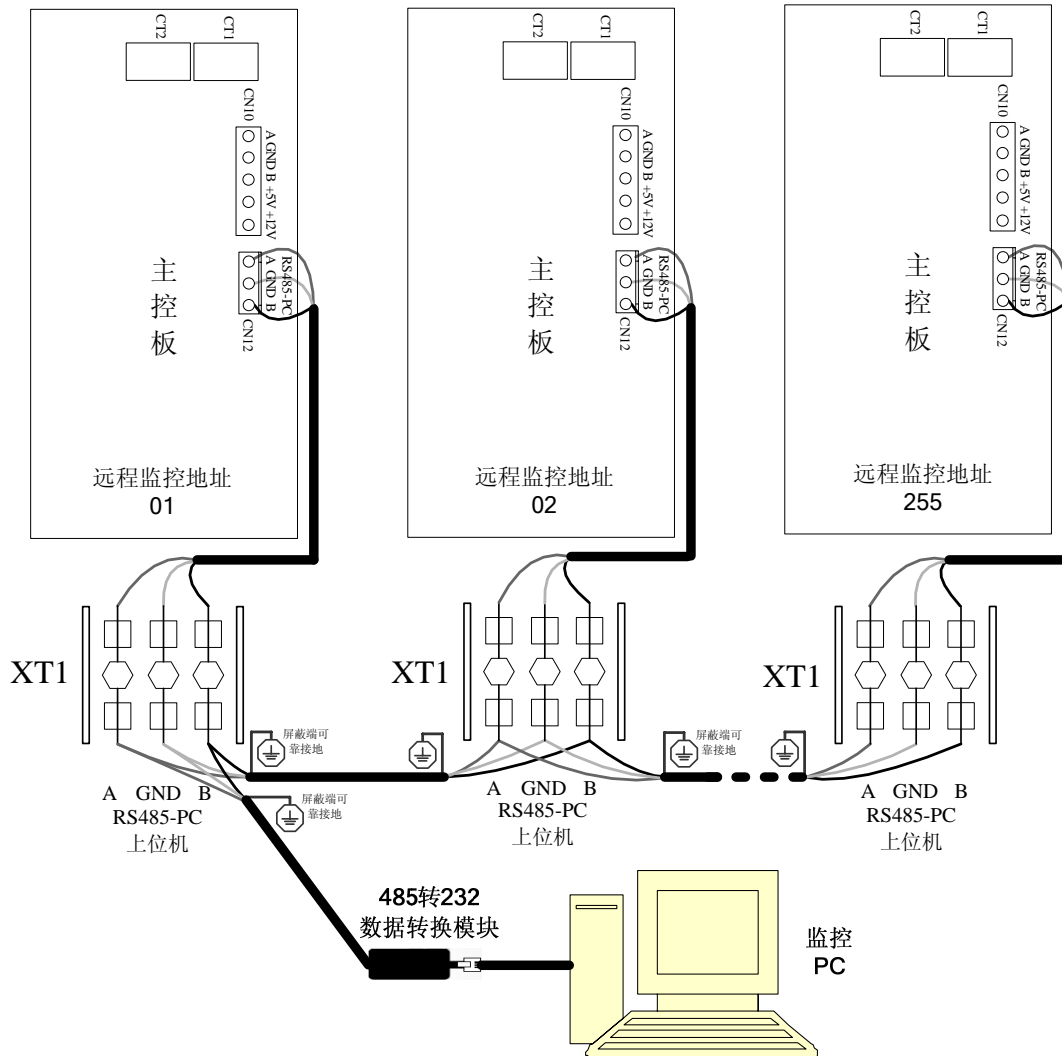 CT2
CT1
CN10
A GND B +5V +12V
RS485-PC
A GND B
CN12
主控板
远程监控地址
01
CT2
CT1
CN10
A GND B +5V +12V
RS485-PC
A GND B
CN12
主控板
远程监控地址
02
CT2
CT1
CN10
A GND B +5V +12V
RS485-PC
A GND B
CN12
主控板
远程监控地址
255
XT1
XT1
XT1
屏蔽端可
靠接地
屏蔽端可
靠接地
屏蔽端可
靠接地
A GND B
RS485-PC
上位机
A GND B
RS485-PC
上位机
A GND B
RS485-PC
上位机
485转232
数据转换模块
监控
PC